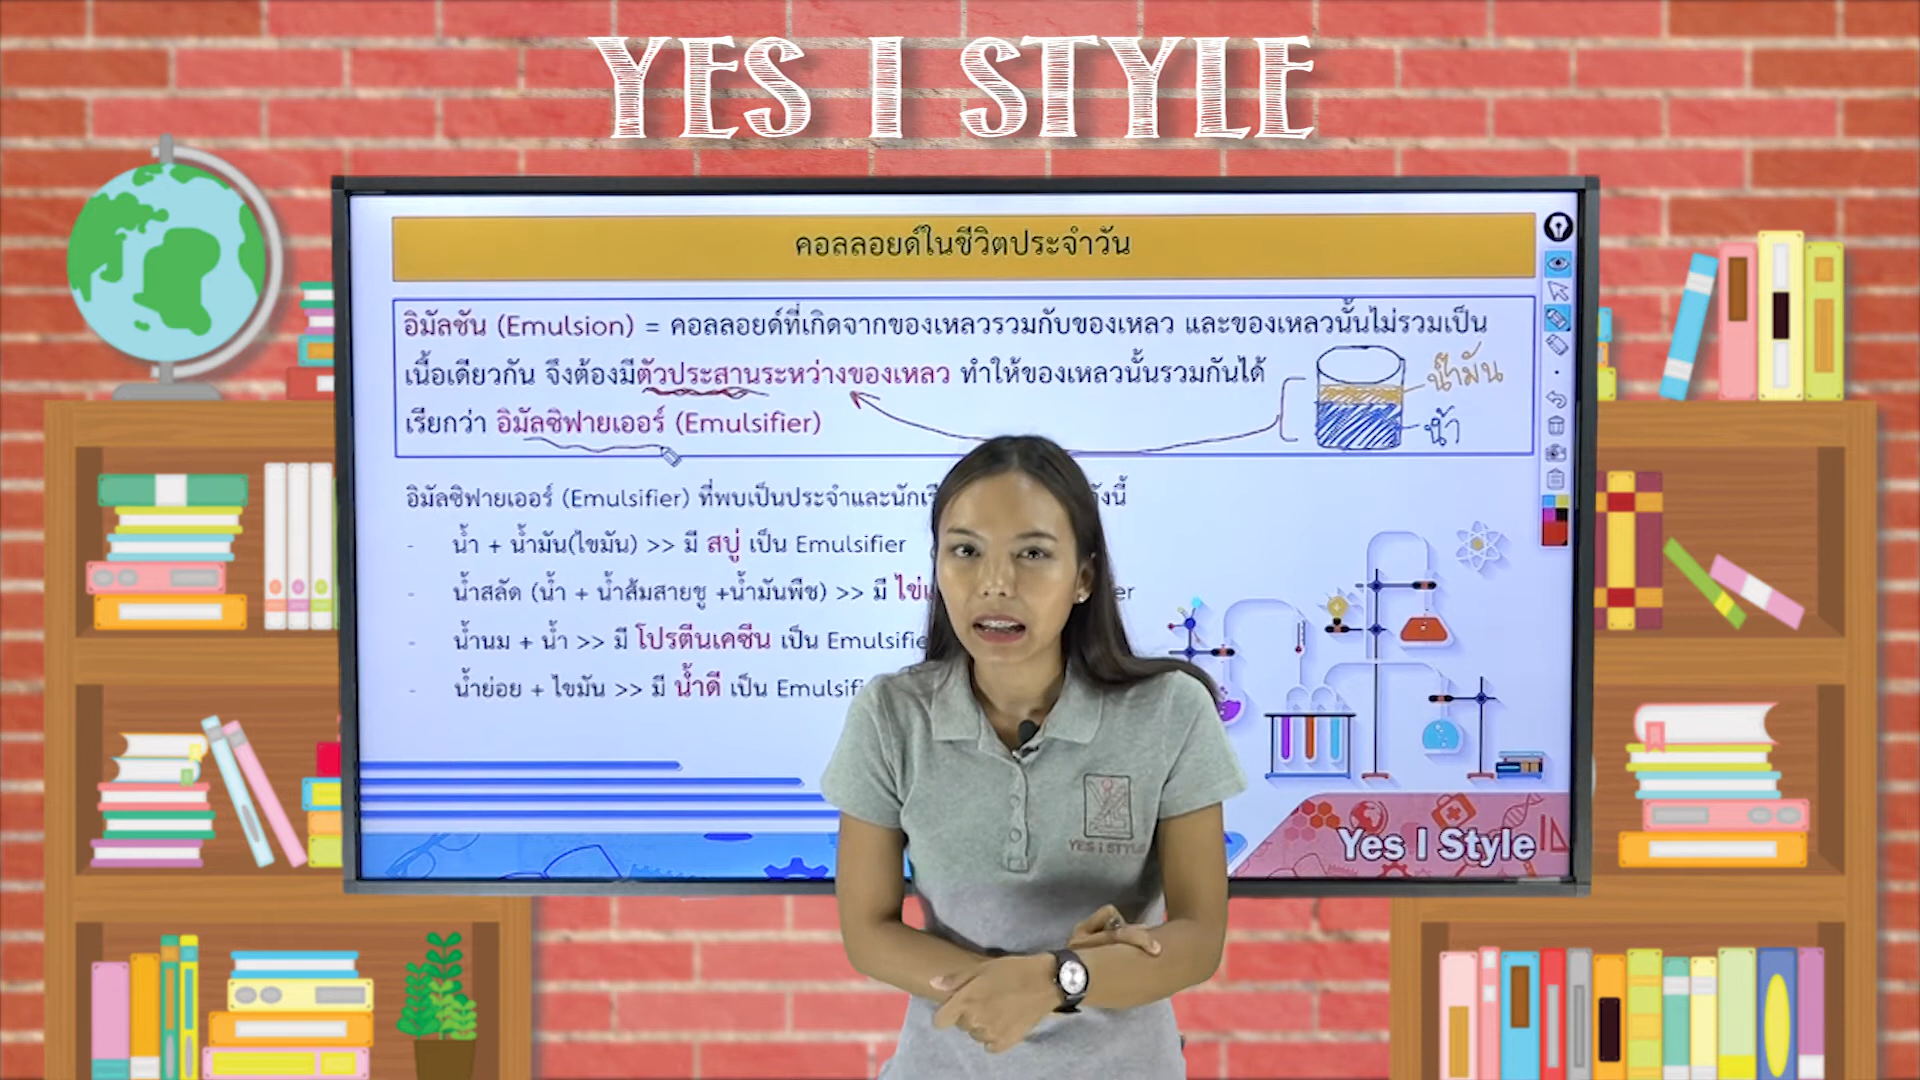 YES I STYLE
คอลลอยด์ในชีวิตประจำวัน
อิมัลชัน (Emulsion) = คอลลอยด์ที่เกิดจากของเหลวรวมกับของเหลว และของเหลวนั้นไม่รวมเป็น
เนื้อเดียวกัน จึงต้องมีตัวประสานระหว่างของเหลว ทำให้ของเหลวนั้นรวมกันได้
เรียกว่า อิมัลซิฟายเออร์ (Emulsifier)
น้ำมัน
น้ำ
อิมัลซิฟายเออร์ (Emulsifier) ที่พบเป็นประจำและนัก
- น้ำ + น้ำมัน(ไขมัน) >> มี สบู่ เป็น Emulsifier
- น้ำสลัด (น้ำ + น้ำส้มสายชู +น้ำมันพืช) >> มี
- น้ำนม + น้ำ >> มี โปรตีนเคซีน เป็น Emulsifie
- น้ำย่อย + ไขมัน >> มี น้ำดี เป็น Emulsifi
YES I STYLE
Yes I Style